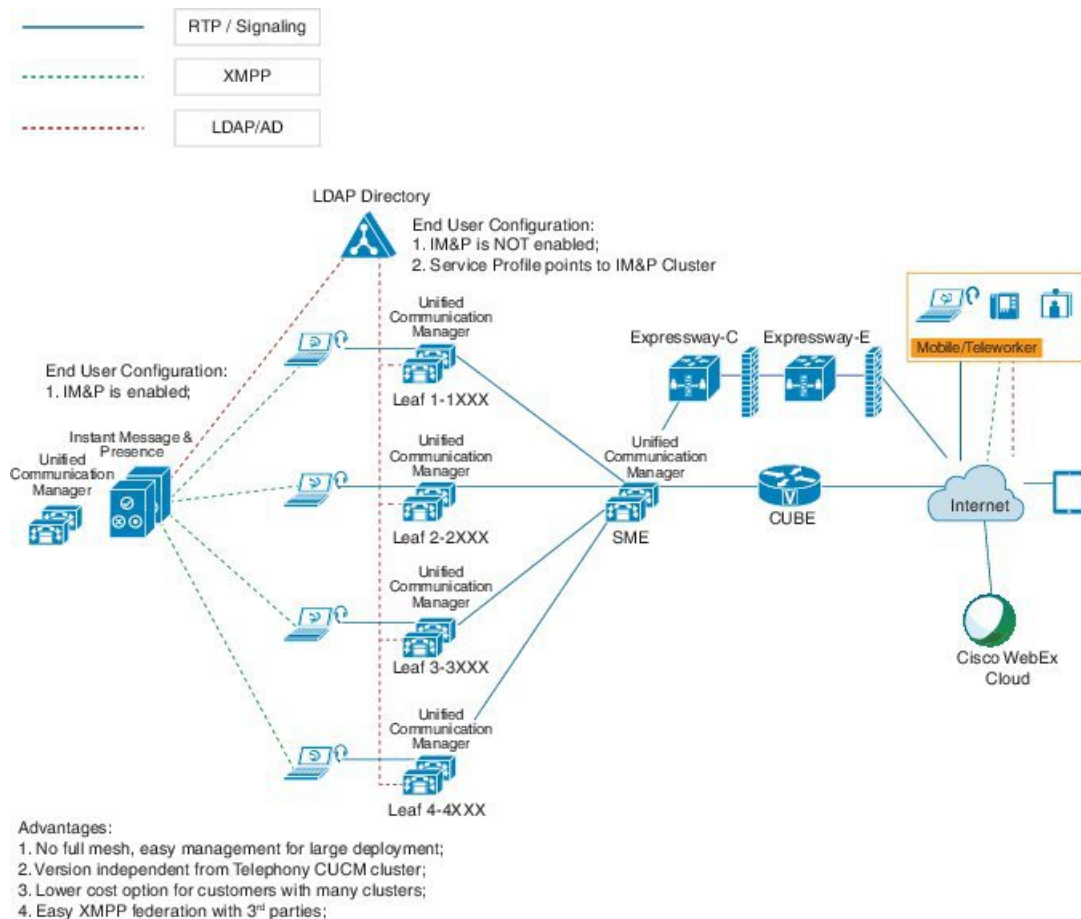 RTP / Signaling
XMPP
LDAP/AD
LDAP Directory
End User Configuration:
1. IM&P is NOT enabled;
2. Service Profile points to IM&P Cluster
Unified
Communication
Manager
Leaf 1-1XXX
Expressway-C
Expressway-E
Mobile/Teleworker
End User Configuration:
1. IM&P is enabled;
Instant Message &
Presence
Unified
Communication
Manager
Unified
Communication
Manager
Leaf 2-2XXX
Unified
Communication
Manager
SME
V
CUBE
Internet
Unified
Communication
Manager
Leaf 3-3XXX
Cisco WebEx
Cloud
Unified
Communication
Manager
Leaf 4-4XXX
Advantages:
1. No full mesh, easy management for large deployment;
2. Version independent from Telephony CUCM cluster;
3. Lower cost option for customers with many clusters;
4. Easy XMPP federation with 3rd parties;